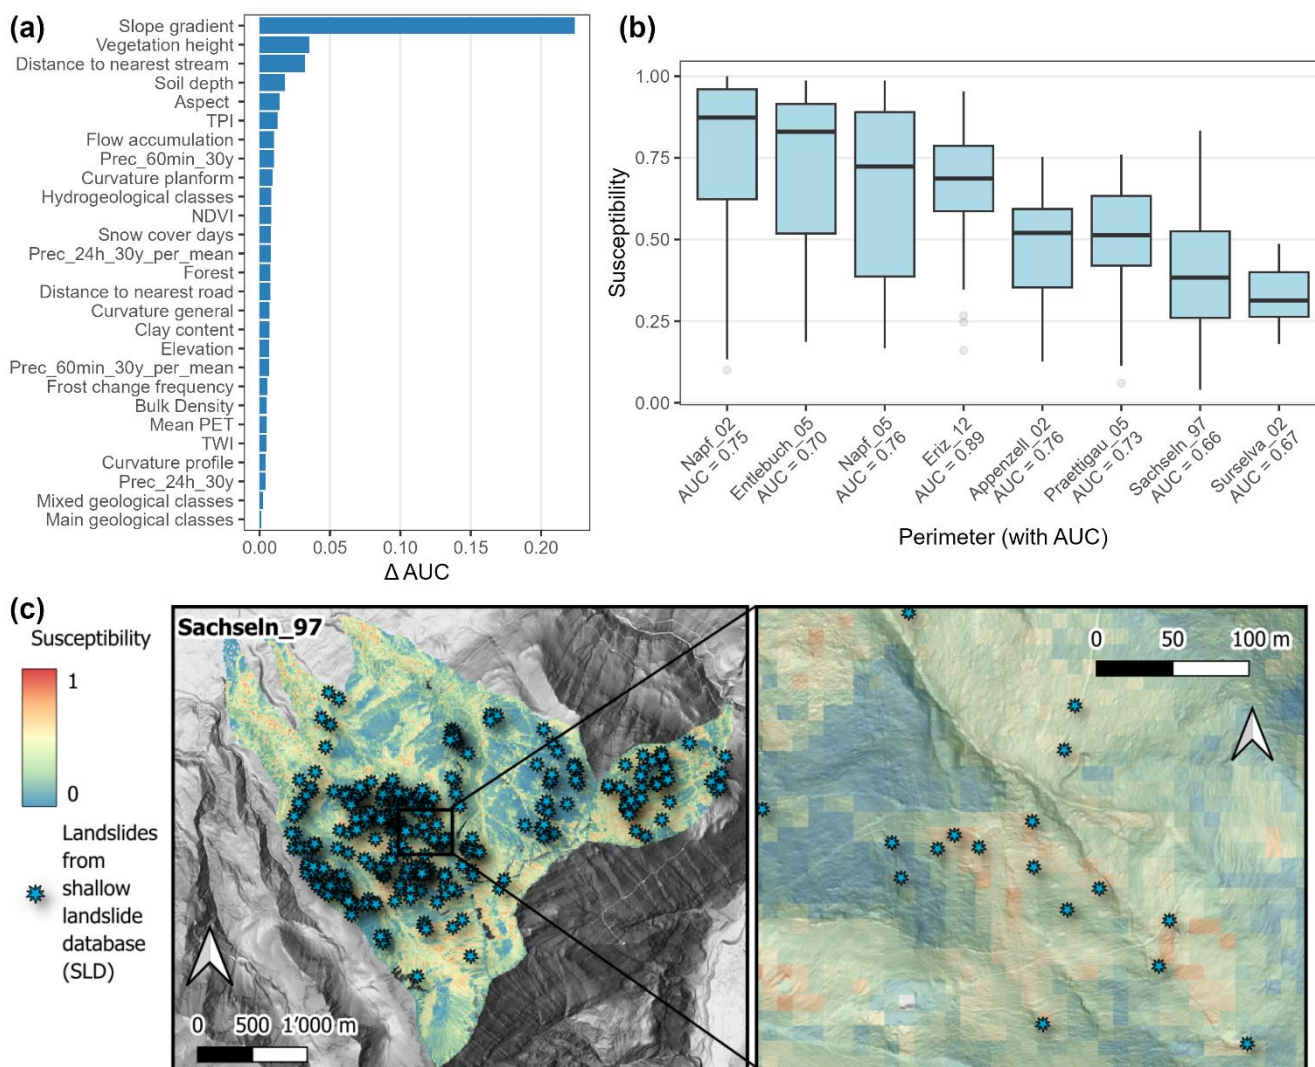 (a)
Slope gradient
Vegetation height
Distance to nearest stream
Soil depth
Aspect
TPI
Flow accumulation
Prec_60min_30y
Curvature planform
Hydrogeological classes
NDVI
Snow cover days
Prec_24h_30y_per_mean
Forest
Distance to nearest road
Curvature general
Clay content
Elevation
Prec_60min_30y_per_mean
Frost change frequency
Bulk Density
Mean PET
TWI
Curvature profile
Prec_24h_30y
Mixed geological classes
Main geological classes
0.00 0.05 0.10 0.15 0.20
Δ AUC
(b)
Susceptibility
1.00
0.75
0.50
0.25
0.00
Napf_02
AUC = 0.75
Entlebuch_05
AUC = 0.70
Napf_05
AUC = 0.76
Eriz_12
AUC = 0.89
Appenzell_02
AUC = 0.76
Praettigau_05
AUC = 0.73
Sachseln_97
AUC = 0.66
Surselva_02
AUC = 0.67
Perimeter (with AUC)
(c)
Susceptibility
1
0
Landslides
from
shallow
landslide
database
(SLD)
Sachseln_97
0 500 1'000 m
0 50 100 m